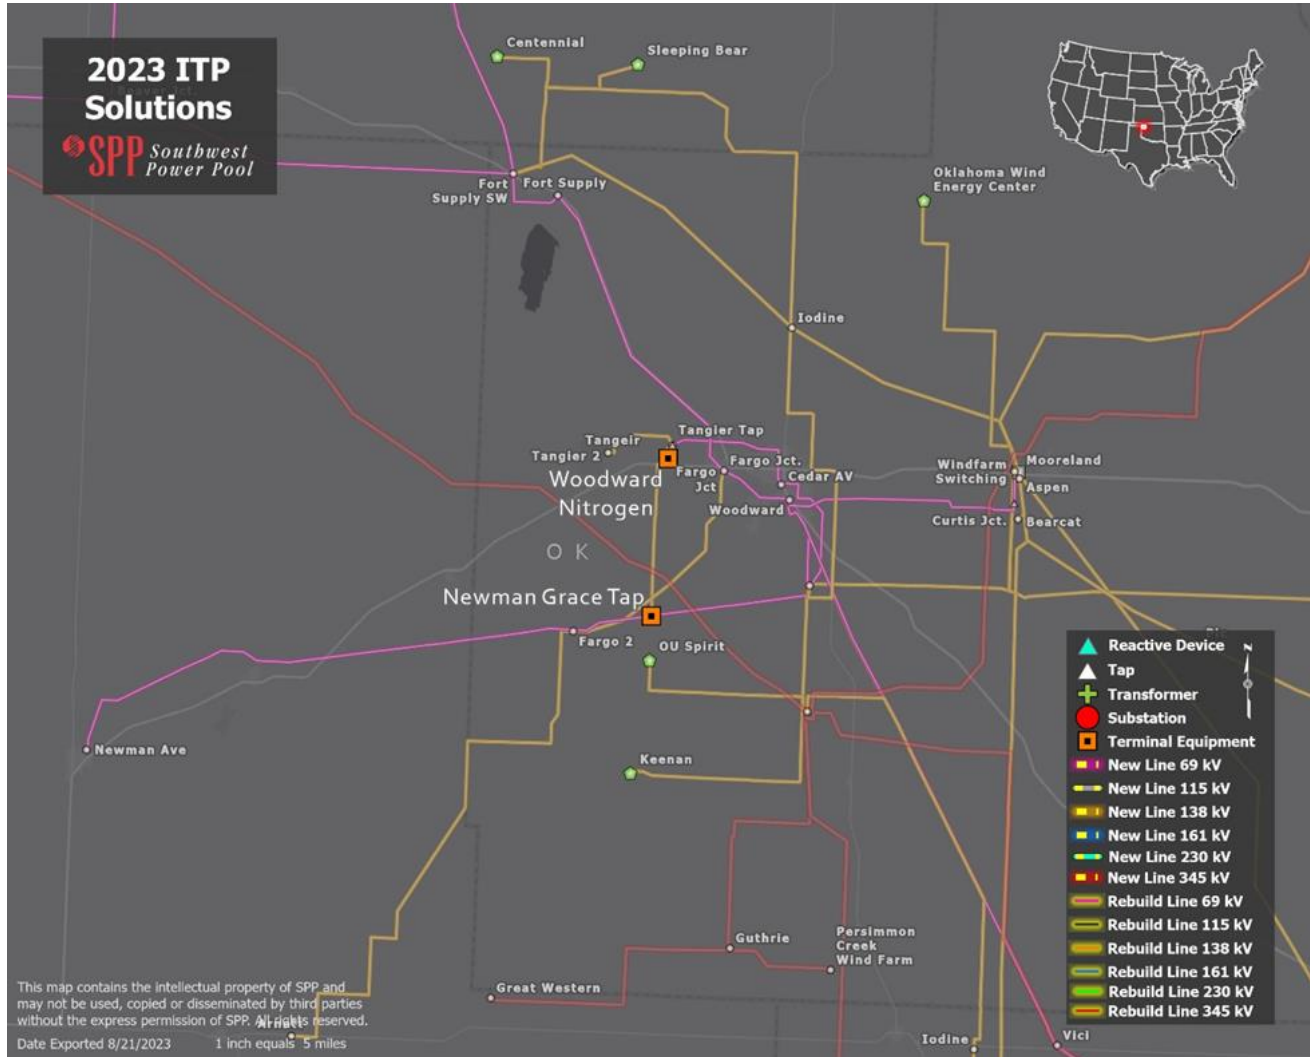 2023 ITP
Solutions
SPP Southwest
Power Pool
Centennial
Sleeping Bear
Oklahoma Wind
Energy Center
Fort
Supply SW
Fort Supply
Iodine
Tangeir
Tangier 2
Tangier Tap
Woodward
Nitrogen
Fargo
Jct
Fargo Jct.
Cedar AV
Woodward
Windfarm
Switching
Mooreland
Aspen
Curtis Jct.
Bearcat
O K
Newman Grace Tap
Fargo 2
OU Spirit
Newman Ave
Keenan
Guthrie
Persimmon
Creek
Wind Farm
Great Western
Iodine
Vici
N
Reactive Device
Tap
Transformer
Substation
Terminal Equipment
New Line 69 kV
New Line 115 kV
New Line 138 kV
New Line 161 kV
New Line 230 kV
New Line 345 kV
Rebuild Line 69 kV
Rebuild Line 115 kV
Rebuild Line 138 kV
Rebuild Line 161 kV
Rebuild Line 230 kV
Rebuild Line 345 kV
This map contains the intellectual property of SPP and
may not be used, copied or disseminated by third parties
without the express permission of SPP. All rights reserved.
Date Exported 8/21/2023
1 inch equals 5 miles